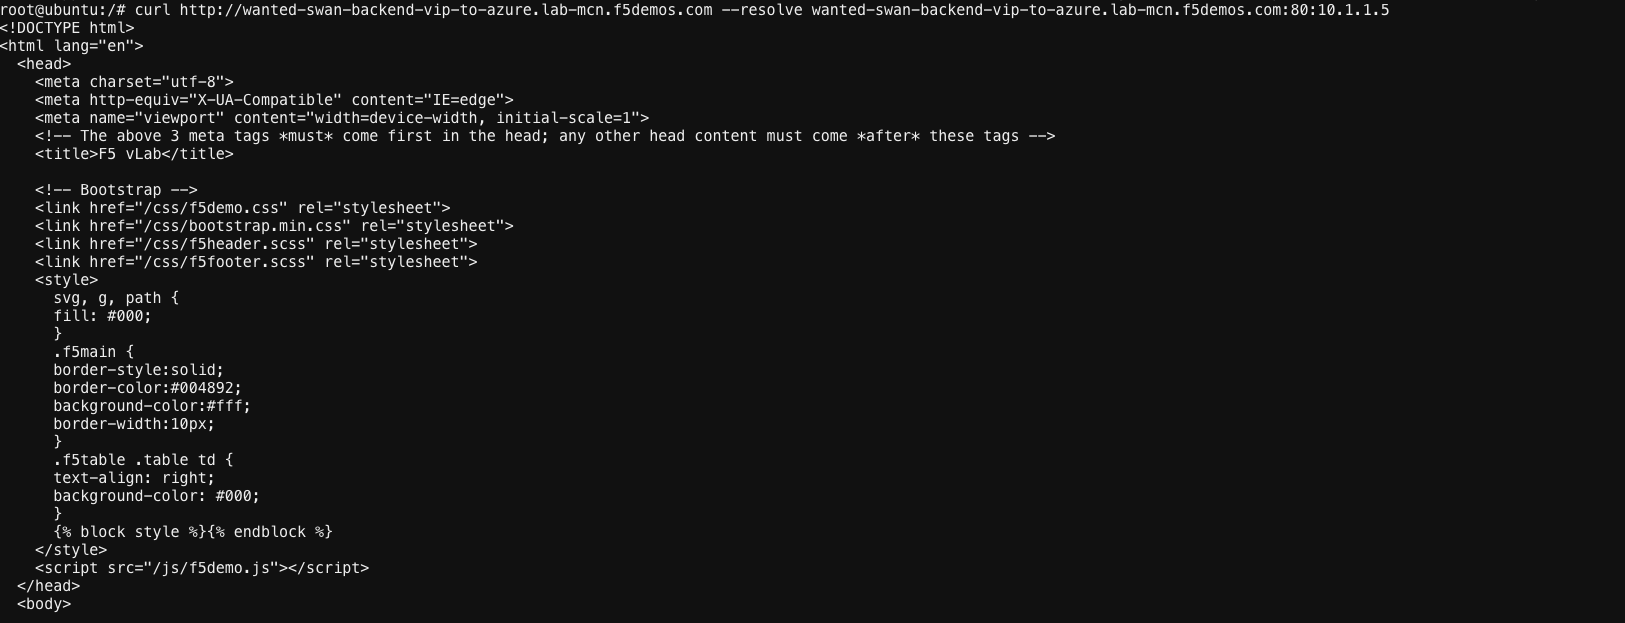 root@ubuntu:/# curl http://wanted-swan-backend-vip-to-azure.lab-mcn.f5demos.com --resolve wanted-swan-backend-vip-to-azure.lab-mcn.f5demos.com:80:10.1.1.5
<!DOCTYPE html>
<html lang="en">
  <head>
    <meta charset="utf-8">
    <meta http-equiv="X-UA-Compatible" content="IE=edge">
    <meta name="viewport" content="width=device-width, initial-scale=1">
    <!-- The above 3 meta tags *must* come first in the head; any other head content must come *after* these tags -->
    <title>F5 vLab</title>

    <!-- Bootstrap -->
    <link href="/css/f5demo.css" rel="stylesheet">
    <link href="/css/bootstrap.min.css" rel="stylesheet">
    <link href="/css/f5header.scss" rel="stylesheet">
    <link href="/css/f5footer.scss" rel="stylesheet">
    <style>
      svg, g, path {
      fill: #000;
      }
      .f5main {
      border-style:solid;
      border-color:#004892;
      background-color:#fff;
      border-width:10px;
      }
      .f5table .table td {
      text-align: right;
      background-color: #000;
      }
      {% block style %}{% endblock %}
    </style>
    <script src="/js/f5demo.js"></script>
  </head>
  <body>